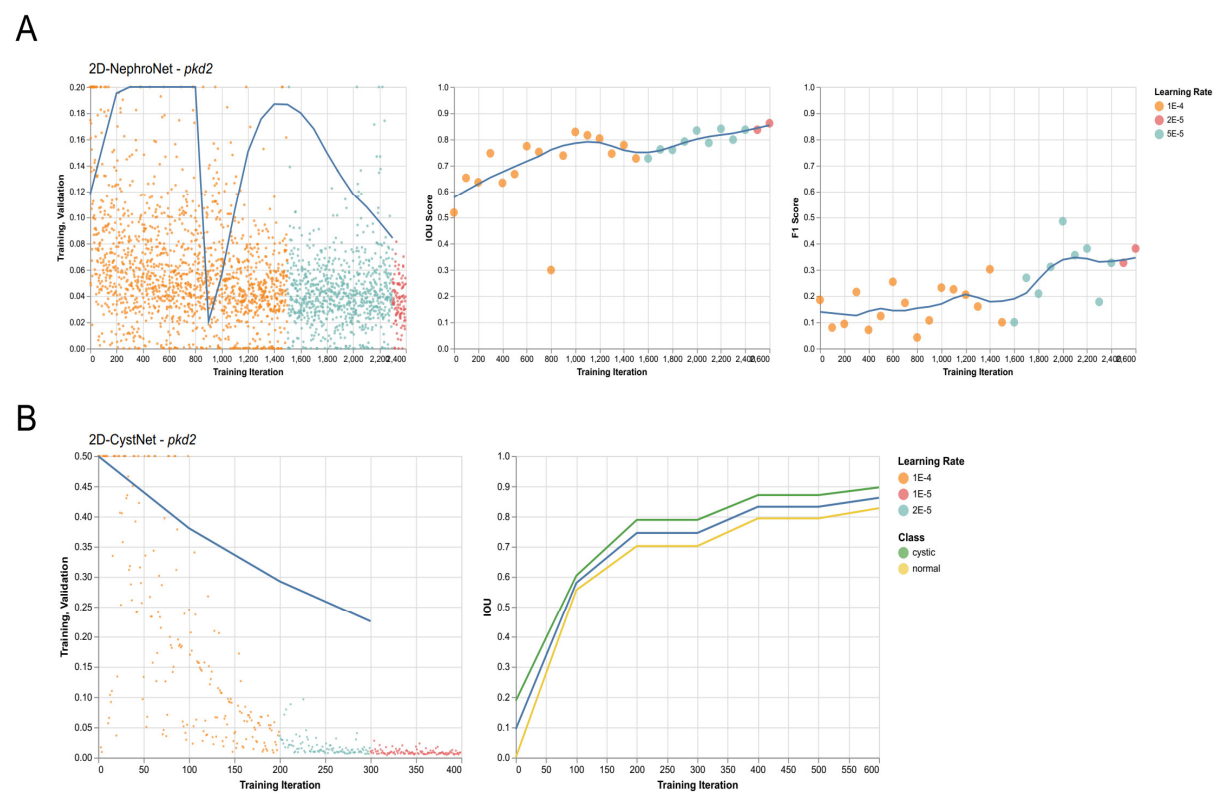 A
2D-NephroNet - pkd2
Training, Validation
0.20
0.18
0.16
0.14
0.12
0.10
0.08
0.06
0.04
0.02
0.00
0 200 400 600 800 1,000 1,200 1,400 1,600 1,800 2,000 2,200 2,400
Training Iteration
IOU Score
1.0
0.9
0.8
0.7
0.6
0.5
0.4
0.3
0.2
0.1
0.0
0 200 400 600 800 1,000 1,200 1,400 1,600 1,800 2,000 2,200 2,400 2,600
Training Iteration
F1 Score
1.0
0.9
0.8
0.7
0.6
0.5
0.4
0.3
0.2
0.1
0.0
0 200 400 600 800 1,000 1,200 1,400 1,600 1,800 2,000 2,200 2,400 2,600
Training Iteration
Learning Rate
1E-4
2E-5
5E-5
B
2D-CystNet - pkd2
Training, Validation
0.50
0.45
0.40
0.35
0.30
0.25
0.20
0.15
0.10
0.05
0.00
0 50 100 150 200 250 300 350 400
Training Iteration
IOU
1.0
0.9
0.8
0.7
0.6
0.5
0.4
0.3
0.2
0.1
0.0
0 50 100 150 200 250 300 350 400 450 500 550 600
Training Iteration
Learning Rate
1E-4
1E-5
2E-5
Class
cystic
normal